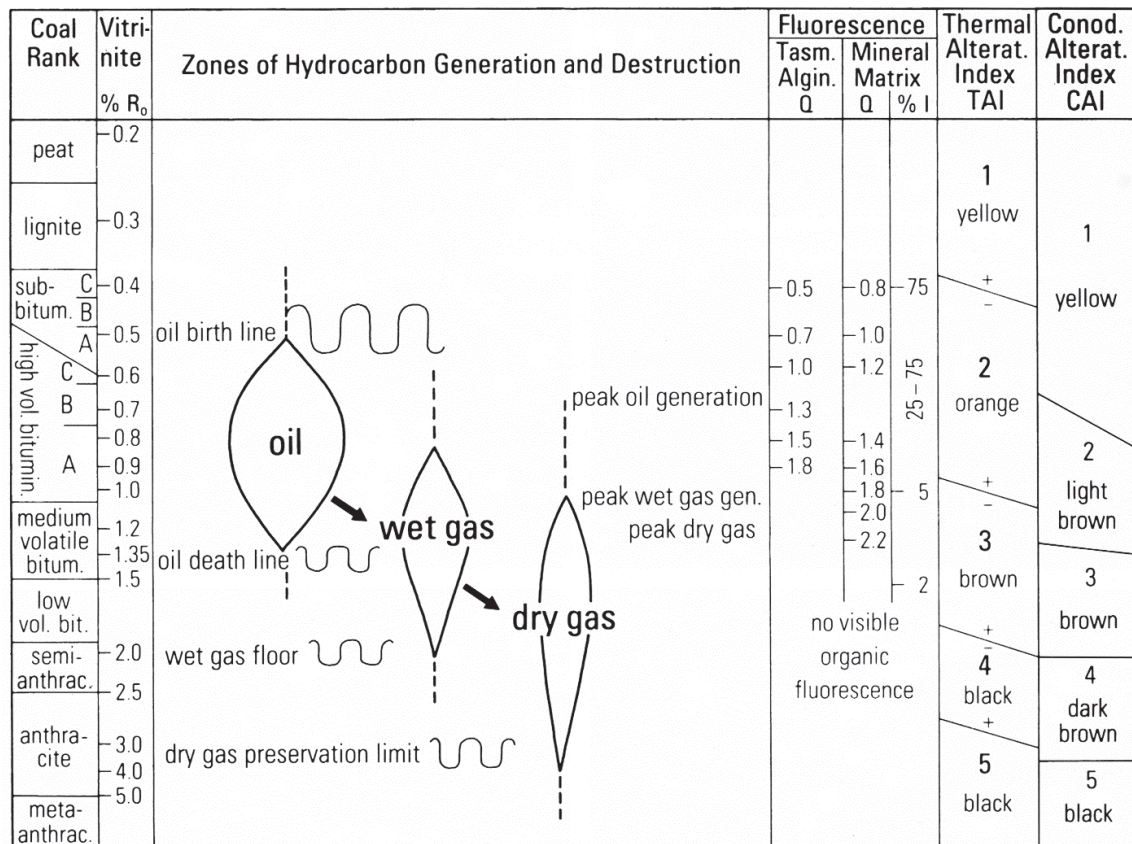 Coal
Rank
Vitri-
nite
% R₀
Zones of Hydrocarbon Generation and Destruction
Fluorescence
Tasm.
Algin.
Q
Mineral
Matrix
Q
% I
Thermal
Alterat.
Index
TAI
Conod.
Alterat.
Index
CAI
peat
lignite
sub-
bitum.
C
B
A
high vol. bitumin.
C
B
A
medium
volatile
bitum.
low
vol. bit.
semi-
anthrac.
anthra-
cite
meta-
anthrac.
0.2
0.3
0.4
0.5
0.6
0.7
0.8
0.9
1.0
1.2
1.35
1.5
2.0
2.5
3.0
4.0
5.0
oil birth line
oil
oil death line
wet gas
wet gas floor
dry gas
dry gas preservation limit
peak oil generation
peak wet gas gen.
peak dry gas
0.5
0.7
1.0
1.3
1.5
1.8
0.8
1.0
1.2
1.4
1.6
1.8
2.0
2.2
75
25–75
5
2
no visible
organic
fluorescence
1
yellow
+
–
2
orange
+
–
3
brown
+
–
4
black
+
–
5
black
1
yellow
2
light
brown
3
brown
4
dark
brown
5
black